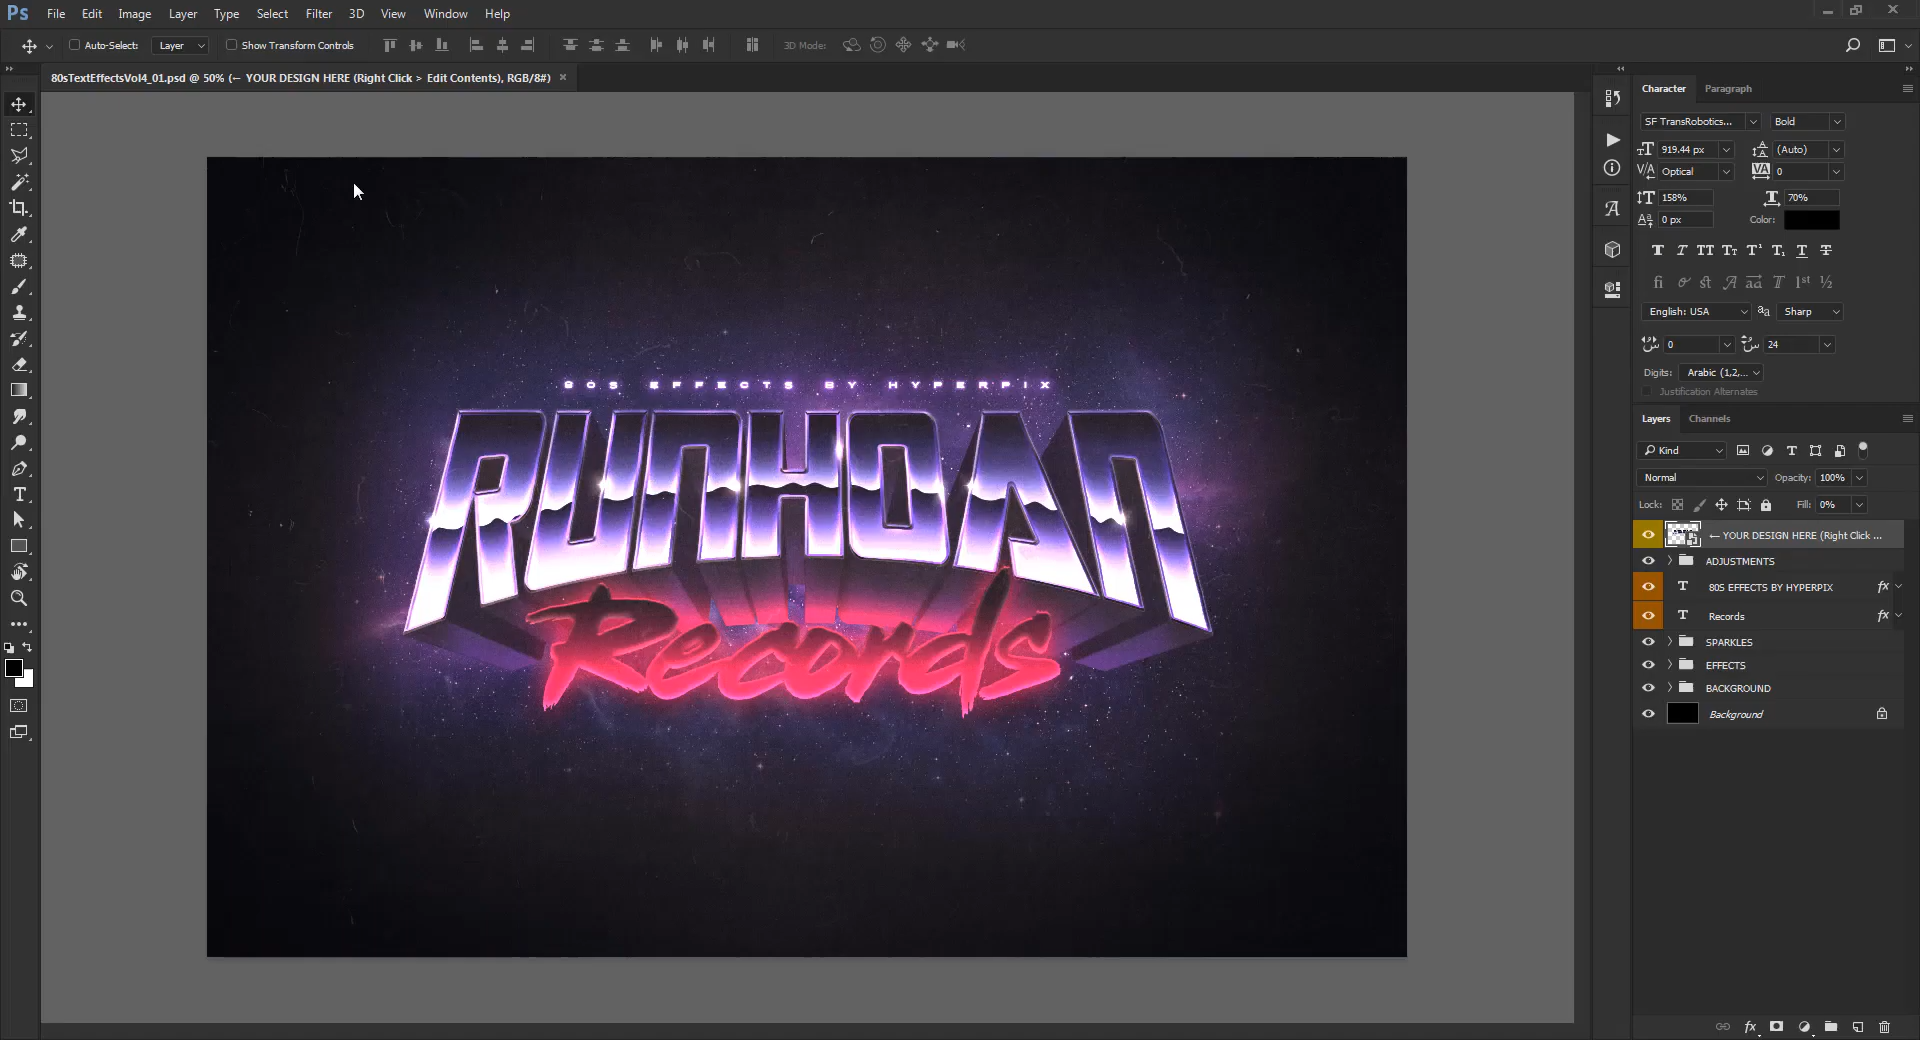 Ps File Edit Image Layer Type Select Filter 3D View Window Help
Auto-Select: Layer Show Transform Controls 3D Mode:
80sTextEffectsVol4_01.psd @ 50% (← YOUR DESIGN HERE (Right Click > Edit Contents), RGB/8#) ×
Character Paragraph
SF TransRobotics... Bold
919.44 px (Auto)
Optical 0
158% 70%
0 px Color:
English: USA aa Sharp
0 24
Digits: Arabic (1,2,...
Justification Alternates
Layers Channels
Kind
Normal Opacity: 100%
Lock: Fill: 0%
← YOUR DESIGN HERE (Right Click ...
ADJUSTMENTS
80S EFFECTS BY HYPERPIX fx
Records fx
SPARKLES
EFFECTS
BACKGROUND
Background
80S EFFECTS BY HYPERPIX
Records